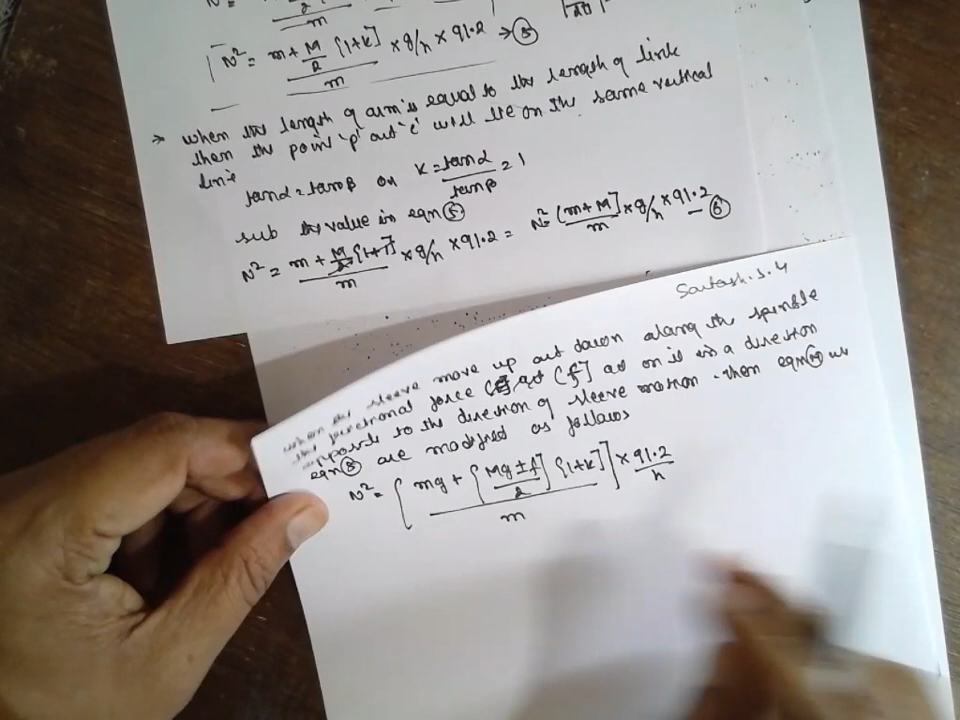 N² =
2
m
N² = m + M/2 [1+k] / m × g/h × 91.2 → ⑤
→ when the length of arm is equal to the length of link
then the point 'p' and 'c' will lie on the same vertical
line
tanα = tanβ or k = tanα / tanβ = 1
sub the value in eqn ⑤
N² = m + M/2 [1+1] / m × g/h × 91.2 = N² = (m+M] / m × g/h × 91.2 – ⑥
Santosh.S.Y
when the sleeve move up and down along the spindle
the frictional force (f] act on it in a direction
opposite to the direction of sleeve motion. then eqn
eqn are modified as follows
N² = [ mg + [ Mg ± f / 2 ] [1+k] / m ] × 91.2 / h